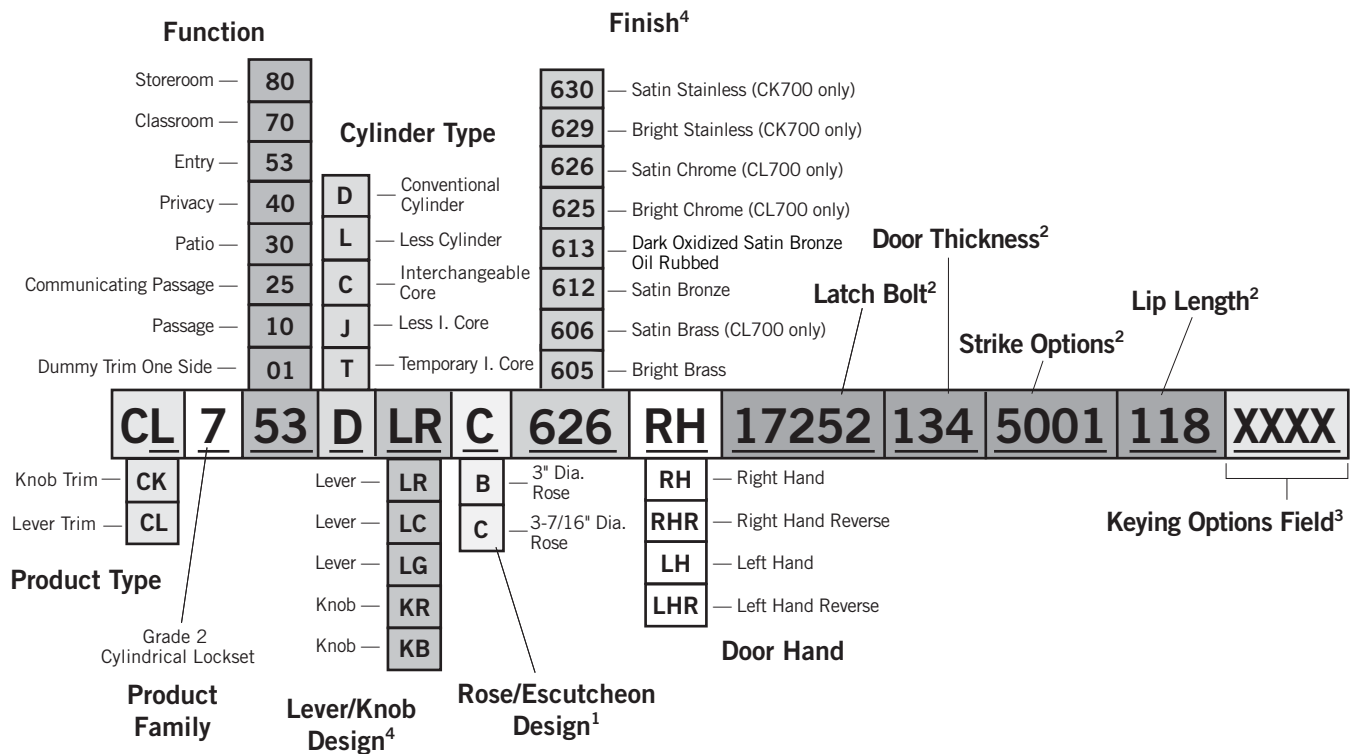 Function
Storeroom — 80
Classroom — 70
Entry — 53
Privacy — 40
Patio — 30
Communicating Passage — 25
Passage — 10
Dummy Trim One Side — 01
Cylinder Type
D — Conventional
Cylinder
L — Less Cylinder
C — Interchangeable
Core
J — Less I. Core
T — Temporary I. Core
Finish4
630 — Satin Stainless (CK700 only)
629 — Bright Stainless (CK700 only)
626 — Satin Chrome (CL700 only)
625 — Bright Chrome (CL700 only)
613 — Dark Oxidized Satin Bronze
Oil Rubbed
612 — Satin Bronze
606 — Satin Brass (CL700 only)
605 — Bright Brass
Door Thickness2
Latch Bolt2
Lip Length2
Strike Options2
CL 7 53 D LR C 626 RH 17252 134 5001 118 XXXX
Knob Trim — CK
Lever Trim — CL
Product Type
Grade 2
Cylindrical Lockset
Product
Family
Lever — LR
Lever — LC
Lever — LG
Knob — KR
Knob — KB
Lever/Knob
Design4
B — 3" Dia.
Rose
C — 3-7/16" Dia.
Rose
Rose/Escutcheon
Design1
RH — Right Hand
RHR — Right Hand Reverse
LH — Left Hand
LHR — Left Hand Reverse
Door Hand
Keying Options Field3